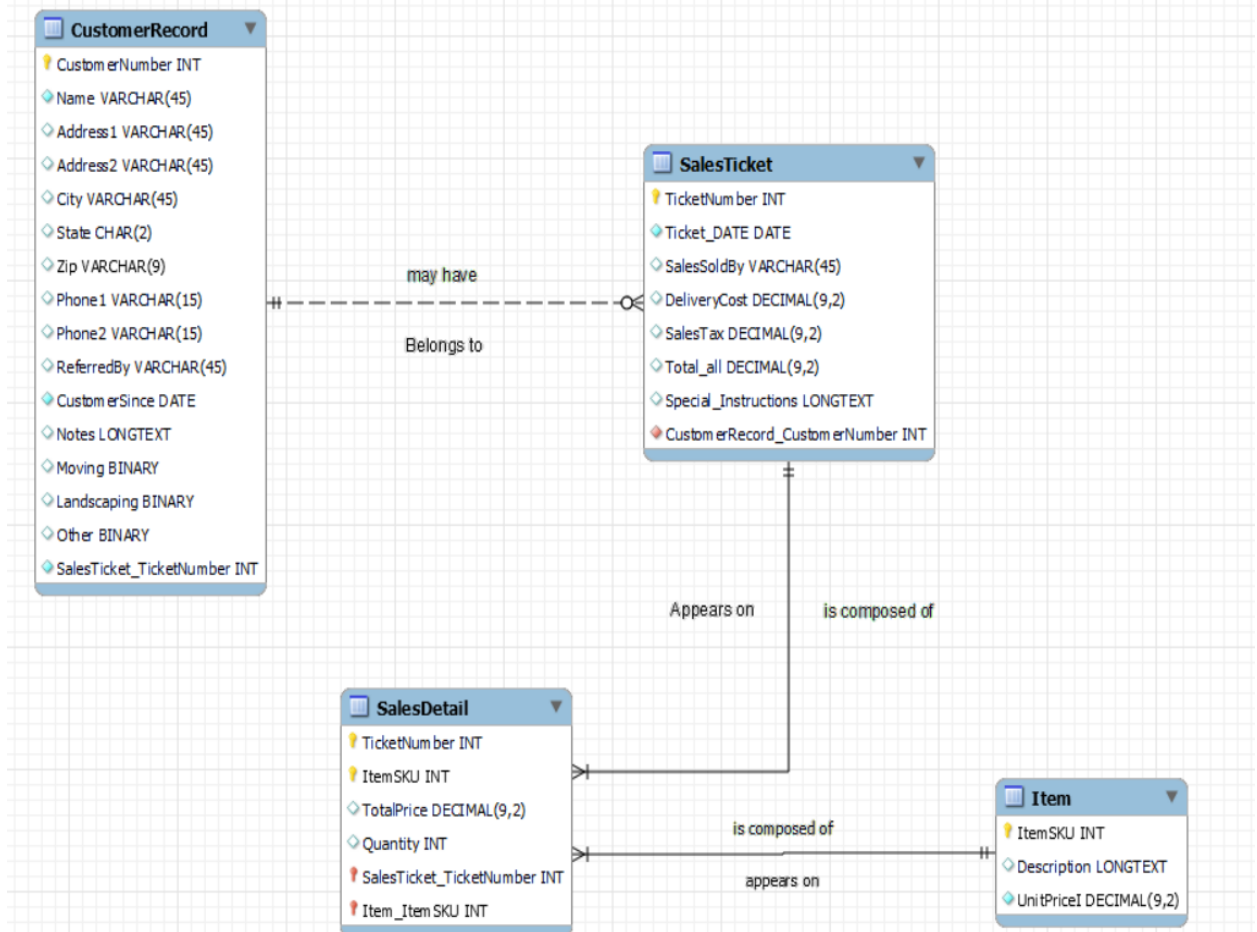 CustomerRecord
CustomerNumber INT
Name VARCHAR(45)
Address1 VARCHAR(45)
Address2 VARCHAR(45)
City VARCHAR(45)
State CHAR(2)
Zip VARCHAR(9)
Phone1 VARCHAR(15)
Phone2 VARCHAR(15)
ReferredBy VARCHAR(45)
CustomerSince DATE
Notes LONGTEXT
Moving BINARY
Landscaping BINARY
Other BINARY
SalesTicket_TicketNumber INT
may have
Belongs to
SalesTicket
TicketNumber INT
Ticket_DATE DATE
SalesSoldBy VARCHAR(45)
DeliveryCost DECIMAL(9,2)
SalesTax DECIMAL(9,2)
Total_all DECIMAL(9,2)
Special_Instructions LONGTEXT
CustomerRecord_CustomerNumber INT
Appears on
is composed of
SalesDetail
TicketNumber INT
ItemSKU INT
TotalPrice DECIMAL(9,2)
Quantity INT
SalesTicket_TicketNumber INT
Item_ItemSKU INT
is composed of
appears on
Item
ItemSKU INT
Description LONGTEXT
UnitPriceI DECIMAL(9,2)